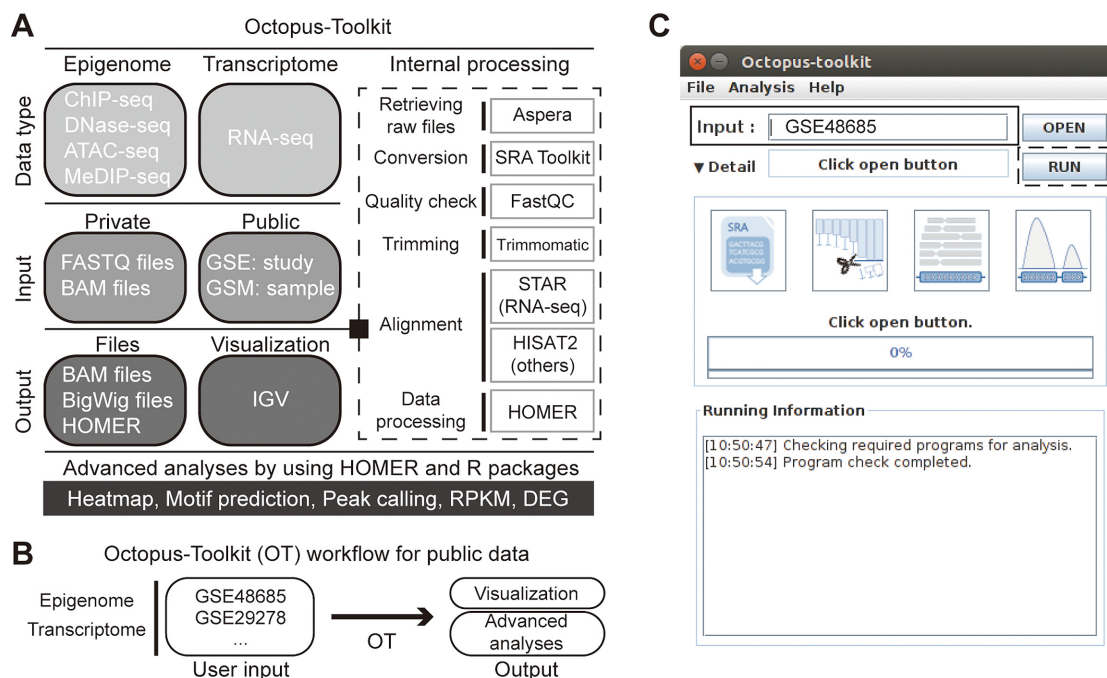 A
Octopus-Toolkit
Epigenome
Transcriptome
Internal processing
Data type
ChIP-seq
DNase-seq
ATAC-seq
MeDIP-seq
RNA-seq
Private
Public
Input
FASTQ files
BAM files
GSE: study
GSM: sample
Files
Visualization
Output
BAM files
BigWig files
HOMER
IGV
Retrieving
raw files
Aspera
Conversion
SRA Toolkit
Quality check
FastQC
Trimming
Trimmomatic
Alignment
STAR
(RNA-seq)
HISAT2
(others)
Data
processing
HOMER
Advanced analyses by using HOMER and R packages
Heatmap, Motif prediction, Peak calling, RPKM, DEG
B
Octopus-Toolkit (OT) workflow for public data
Epigenome
Transcriptome
GSE48685
GSE29278
...
User input
OT
Visualization
Advanced
analyses
Output
C
Octopus-toolkit
File Analysis Help
Input : GSE48685 OPEN
▼ Detail Click open button RUN
SRA
GACTTACG
TCATCGCG
ACGTGCGG
Click open button.
0%
Running Information
[10:50:47] Checking required programs for analysis.
[10:50:54] Program check completed.